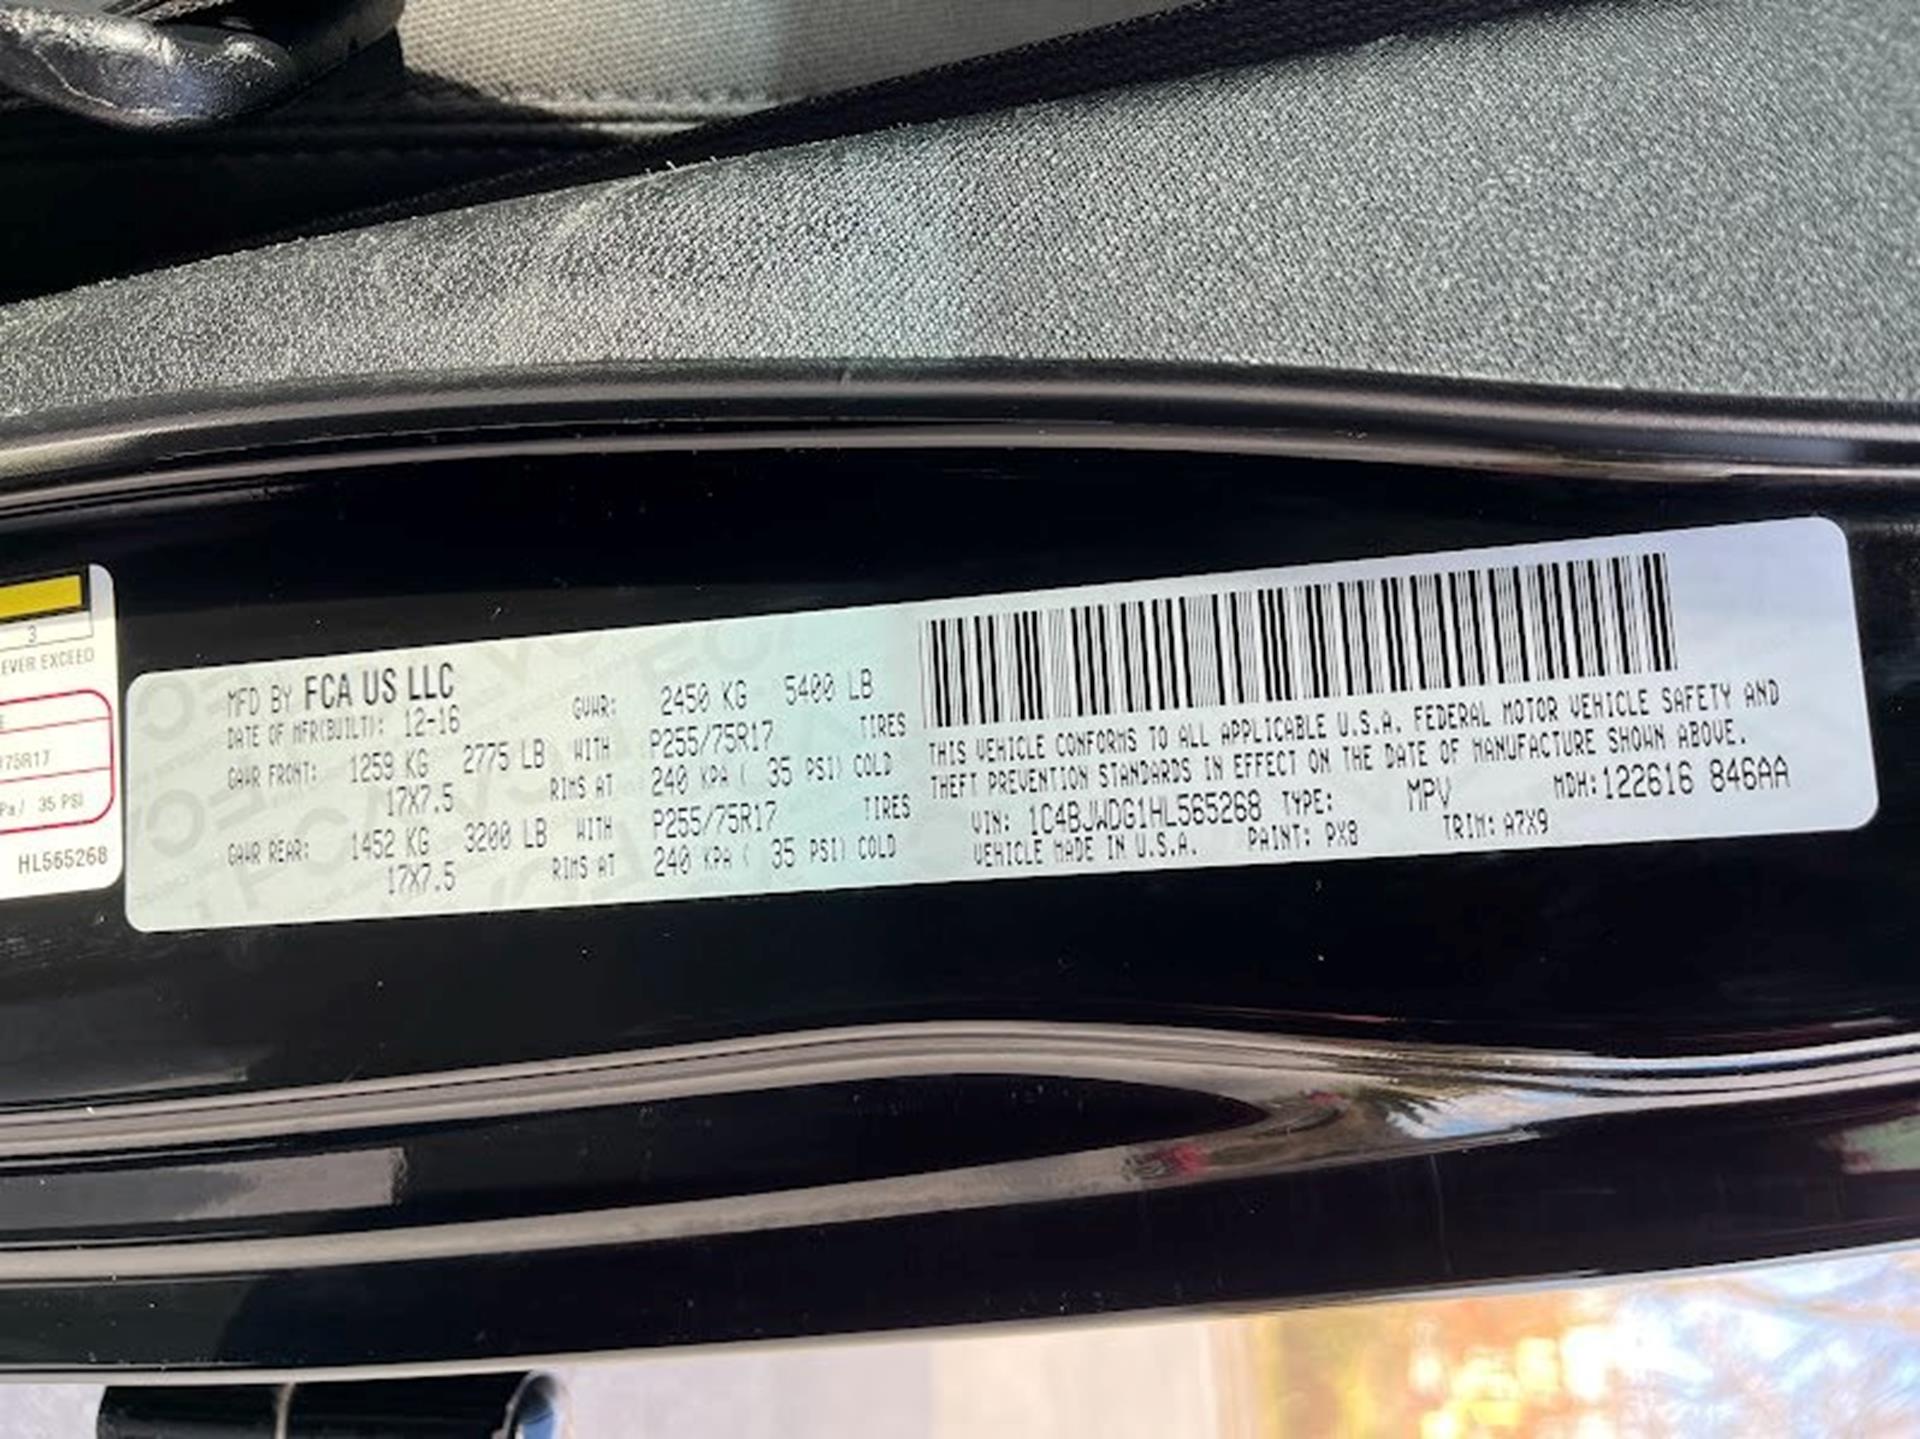 3
EVER EXCEED
E
/75R17
Pa/ 35 PSI
HL565268
MFD BY FCA US LLC
DATE OF MFR(BUILT): 12-16
GVWR: 2450 KG 5400 LB
GAWR FRONT: 1259 KG 2775 LB WITH P255/75R17 TIRES
17X7.5 RIMS AT 240 KPA ( 35 PSI) COLD
GAWR REAR: 1452 KG 3200 LB WITH P255/75R17 TIRES
17X7.5 RIMS AT 240 KPA ( 35 PSI) COLD
THIS VEHICLE CONFORMS TO ALL APPLICABLE U.S.A. FEDERAL MOTOR VEHICLE SAFETY AND
THEFT PREVENTION STANDARDS IN EFFECT ON THE DATE OF MANUFACTURE SHOWN ABOVE.
VIN: 1C4BJWDG1HL565268 TYPE: MPV MDH:122616 846AA
VEHICLE MADE IN U.S.A. PAINT: PX8 TRIM: A7X9